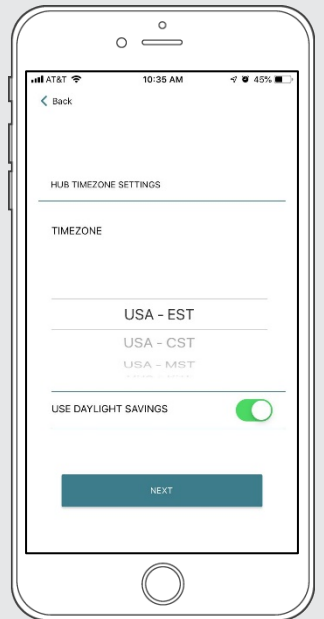 AT&T 10:35 AM 45%
Back
HUB TIMEZONE SETTINGS
TIMEZONE
USA - EST
USA - CST
USA - MST
USE DAYLIGHT SAVINGS
NEXT